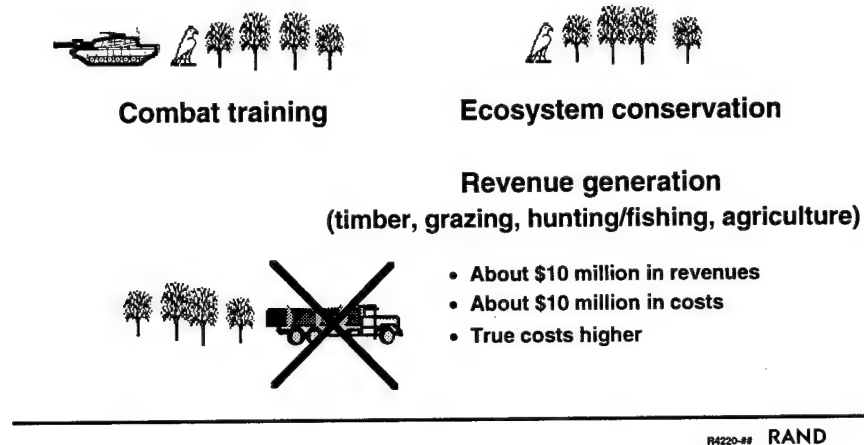 Combat training
Ecosystem conservation
Revenue generation
(timber, grazing, hunting/fishing, agriculture)
• About $10 million in revenues
• About $10 million in costs
• True costs higher
R4220-## RAND